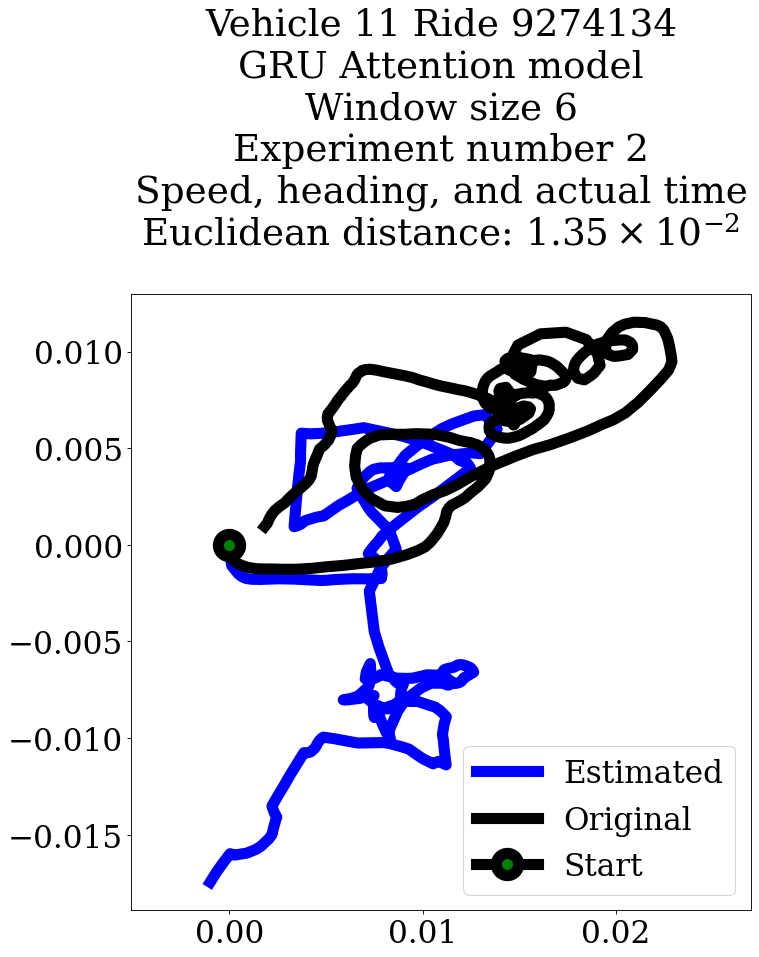 Vehicle 11 Ride 9274134
GRU Attention model
Window size 6
Experiment number 2
Speed, heading, and actual time
Euclidean distance: 1.35 × 10⁻²
0.010
0.005
0.000
−0.005
−0.010
−0.015
Estimated
Original
Start
0.00 0.01 0.02